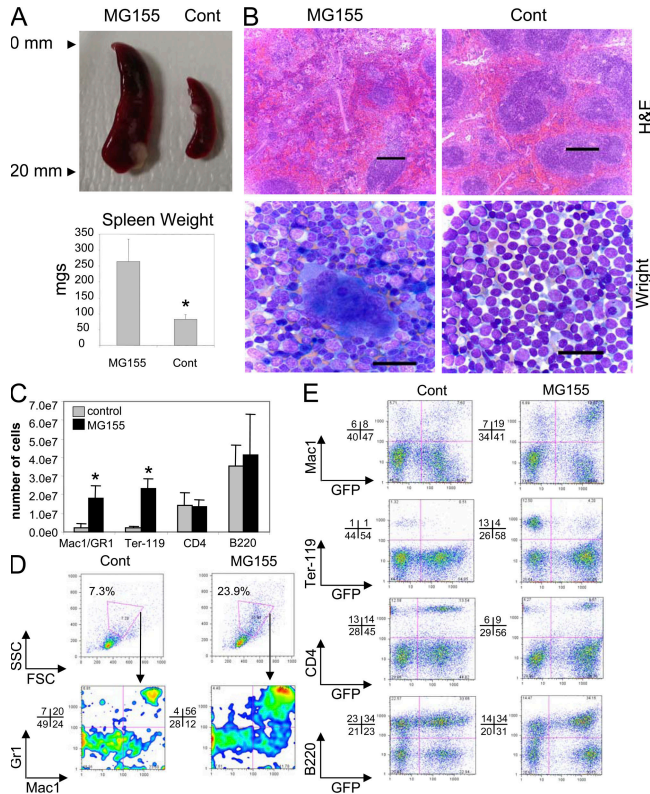 A
MG155 Cont
0 mm
20 mm
Spleen Weight
mgs
350
300
250
200
150
100
50
0
*
MG155 Cont
B
MG155 Cont
H&E
Wright
C
control
MG155
number of cells
7.0e7
6.0e7
5.0e7
4.0e7
3.0e7
2.0e7
1.0e7
0.0e0
* *
Mac1/GR1 Ter-119 CD4 B220
D
Cont MG155
7.3% 23.9%
SSC
FSC
7 20
49 24
4 56
28 12
Gr1
Mac1
E
Cont MG155
6 8
40 47
7 19
34 41
Mac1
GFP
1 1
44 54
13 4
26 58
Ter-119
GFP
13 14
28 45
6 9
29 56
CD4
GFP
23 34
21 23
14 34
20 31
B220
GFP